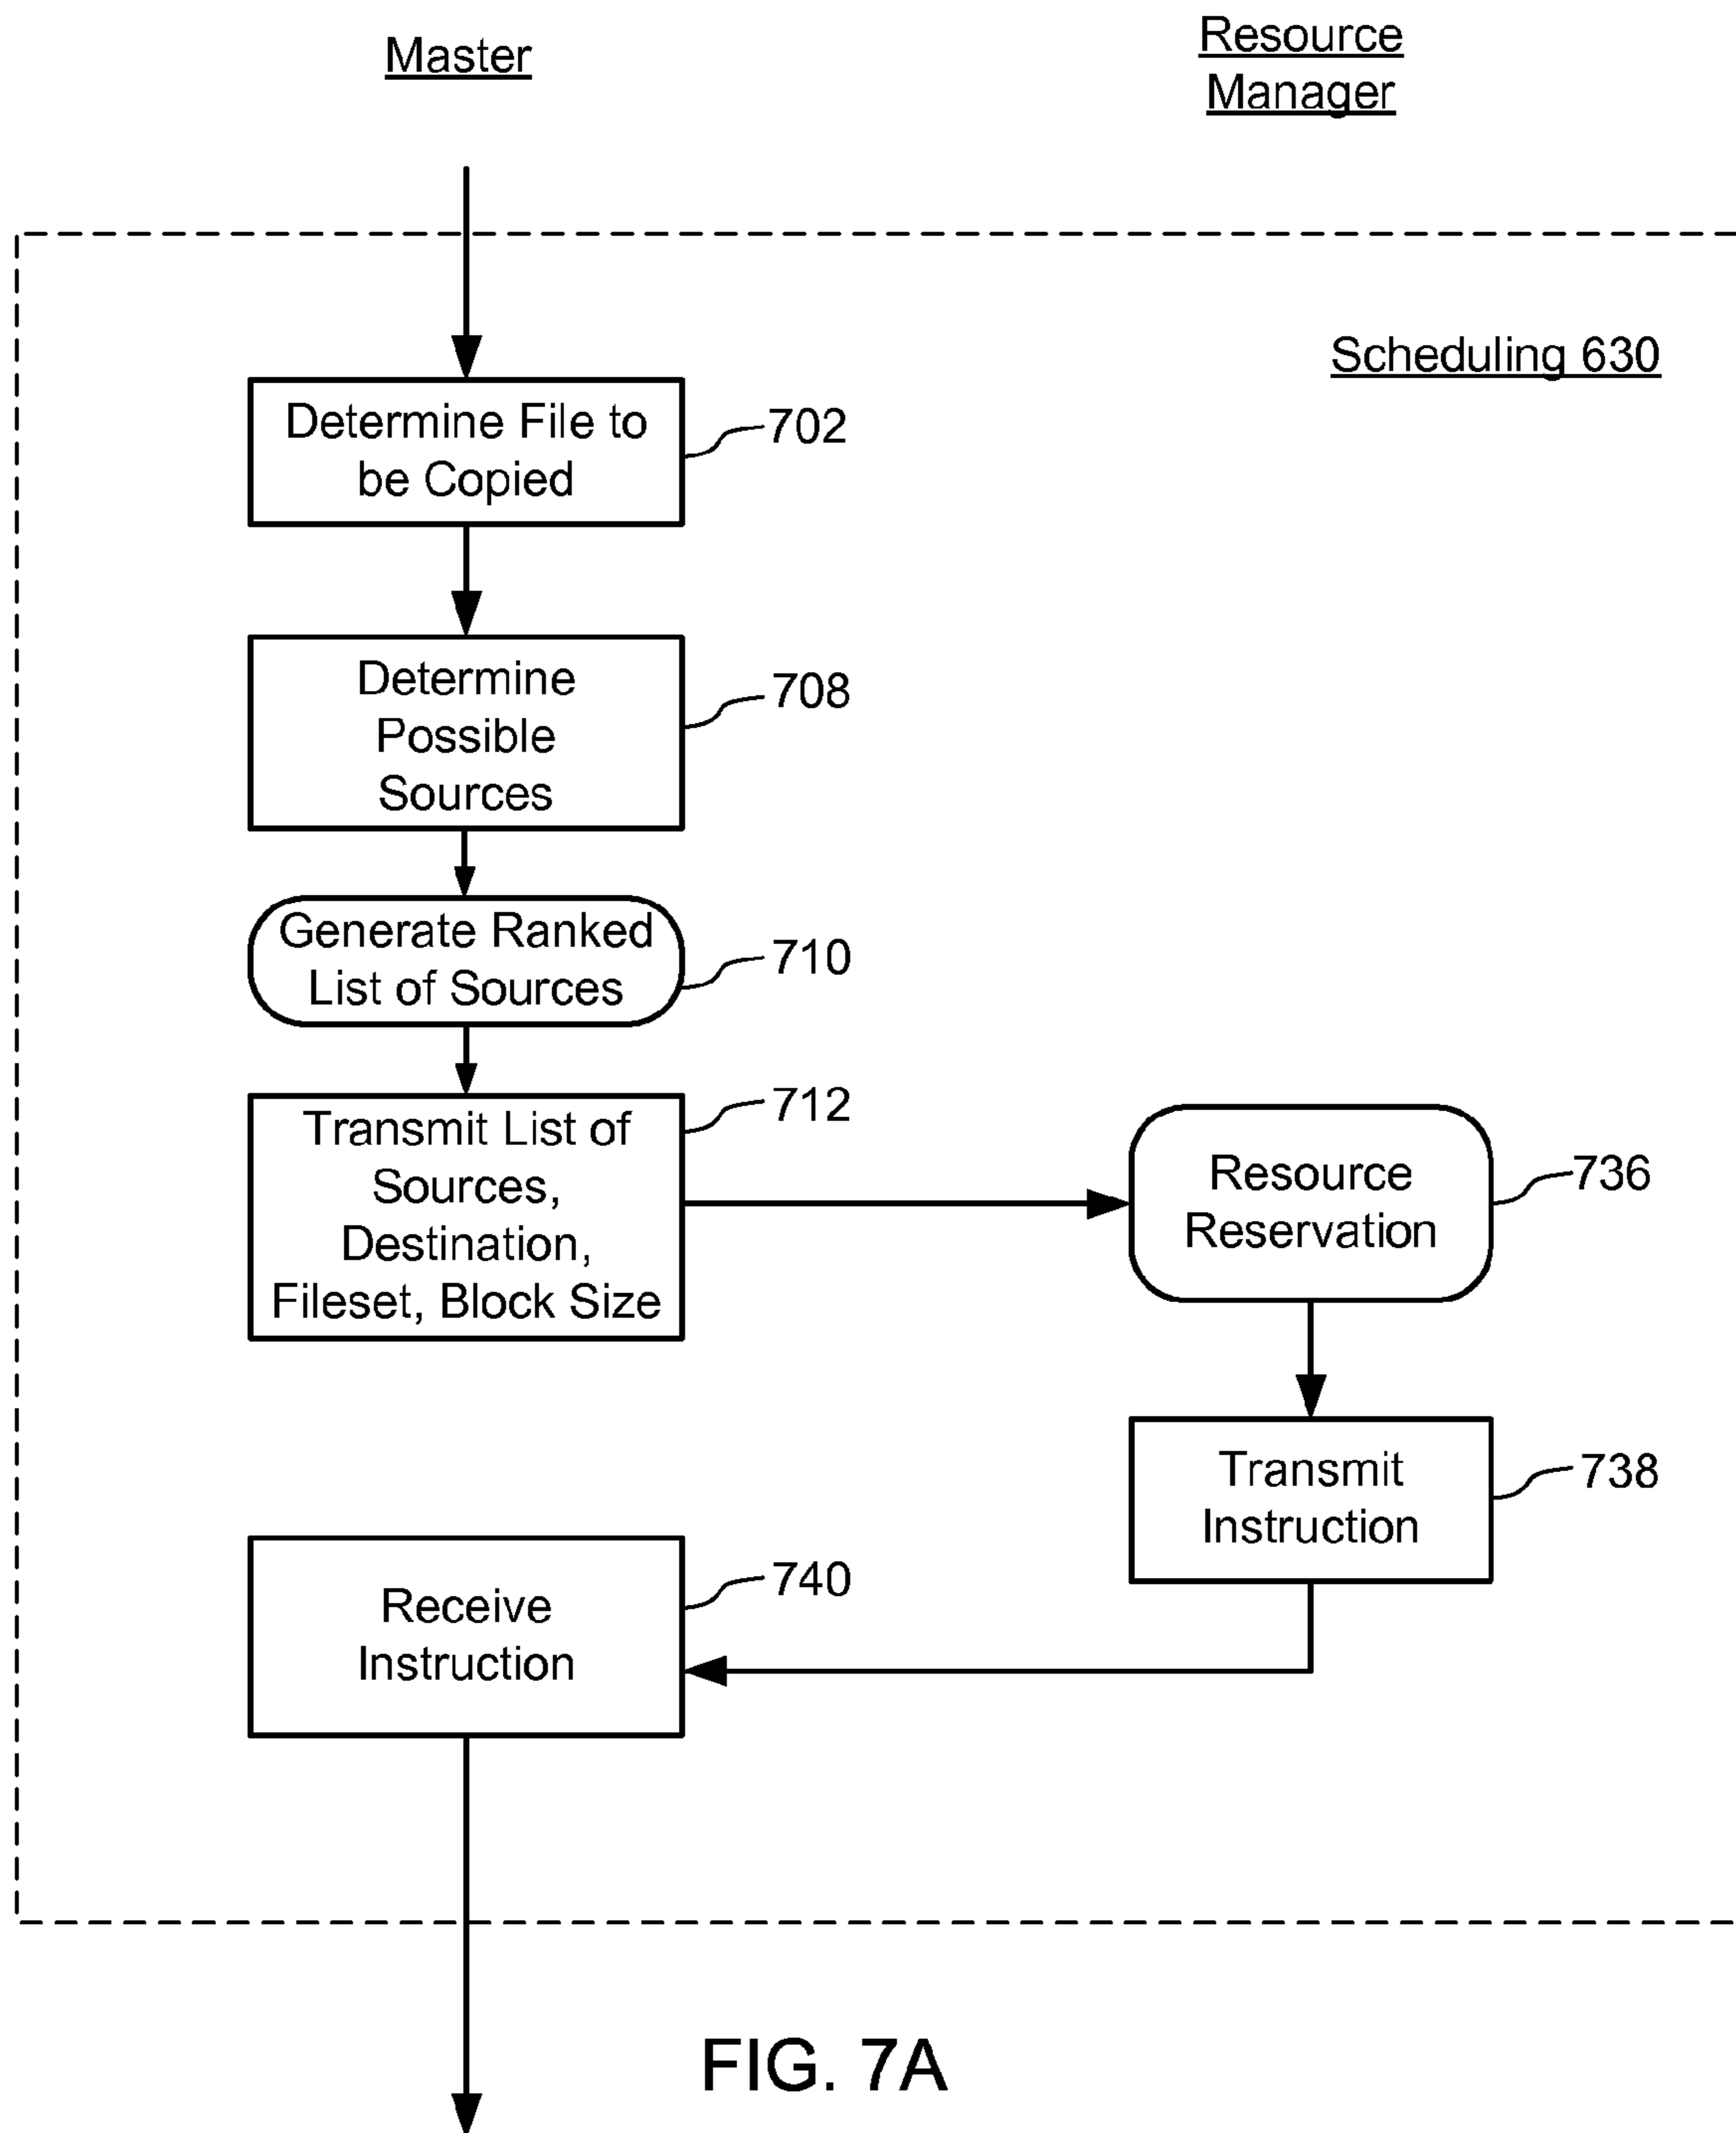 Master
Resource
Manager
Scheduling 630
Determine File to
be Copied
702
Determine
Possible
Sources
708
Generate Ranked
List of Sources
710
Transmit List of
Sources,
Destination,
Fileset, Block Size
712
Resource
Reservation
736
Transmit
Instruction
738
Receive
Instruction
740
FIG. 7A